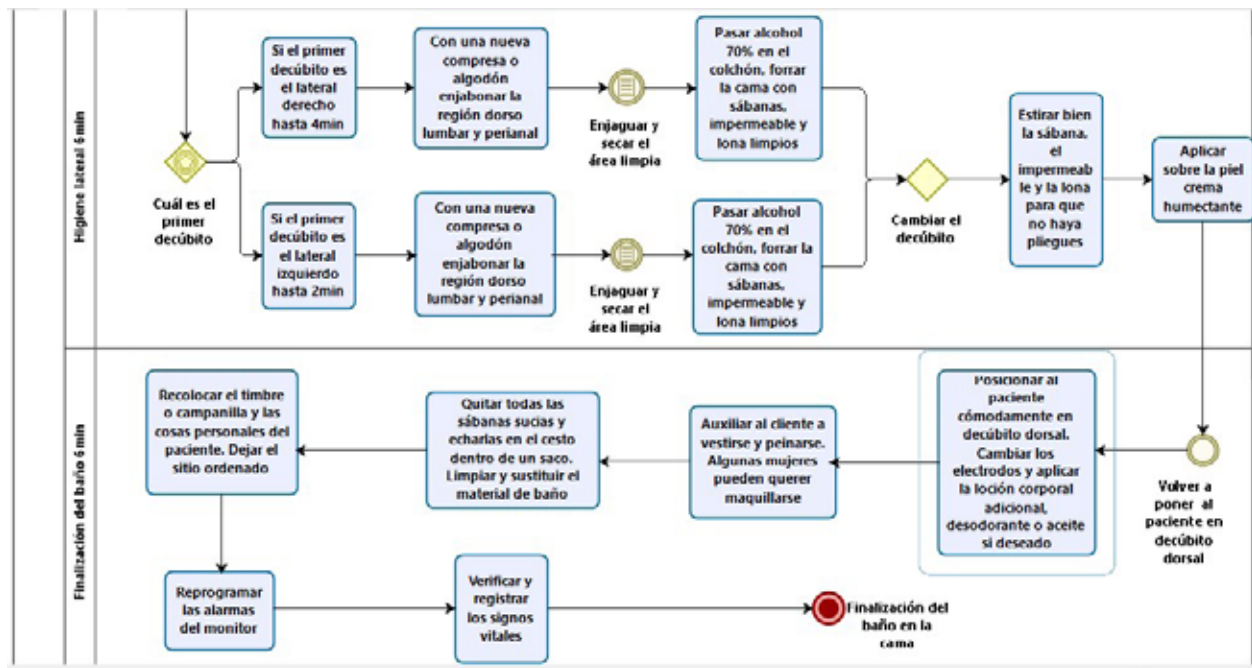 Higiene lateral 6 min
Cuál es el
primer
decúbito
Si el primer
decúbito es
el lateral
derecho
hasta 4min
Con una nueva
compresa o
algodón
enjabonar la
región dorso
lumbar y perianal
Enjaguar y
secar el
área limpia
Pasar alcohol
70% en el
colchón, forrar
la cama con
sábanas,
impermeable y
lona limpios
Si el primer
decúbito es
el lateral
izquierdo
hasta 2min
Con una nueva
compresa o
algodón
enjabonar la
región dorso
lumbar y perianal
Enjaguar y
secar el
área limpia
Pasar alcohol
70% en el
colchón, forrar la
cama con
sábanas,
impermeable y
lona limpios
Cambiar el
decúbito
Estirar bien
la sábana,
el
impermeab
le y la lona
para que
no haya
pliegues
Aplicar
sobre la piel
crema
humectante
Finalización del baño 6 min
Vulver a
poner al
paciente en
decúbito
dorsal
Posicionar al
paciente
cómodamente en
decúbito dorsal.
Cambiar los
electrodos y aplicar
la loción corporal
adicional,
desodorante o aceite
si deseado
Auxiliar al cliente a
vestirse y peinarse.
Algunas mujeres
pueden querer
maquillarse
Quitar todas las
sábanas sucias y
echarlas en el cesto
dentro de un saco.
Limpiar y sustituir el
material de baño
Recolocar el timbre
o campanilla y las
cosas personales del
paciente. Dejar el
sitio ordenado
Reprogramar
las alarmas
del monitor
Verificar y
registrar
los signos
vitales
Finalización del
baño en la
cama